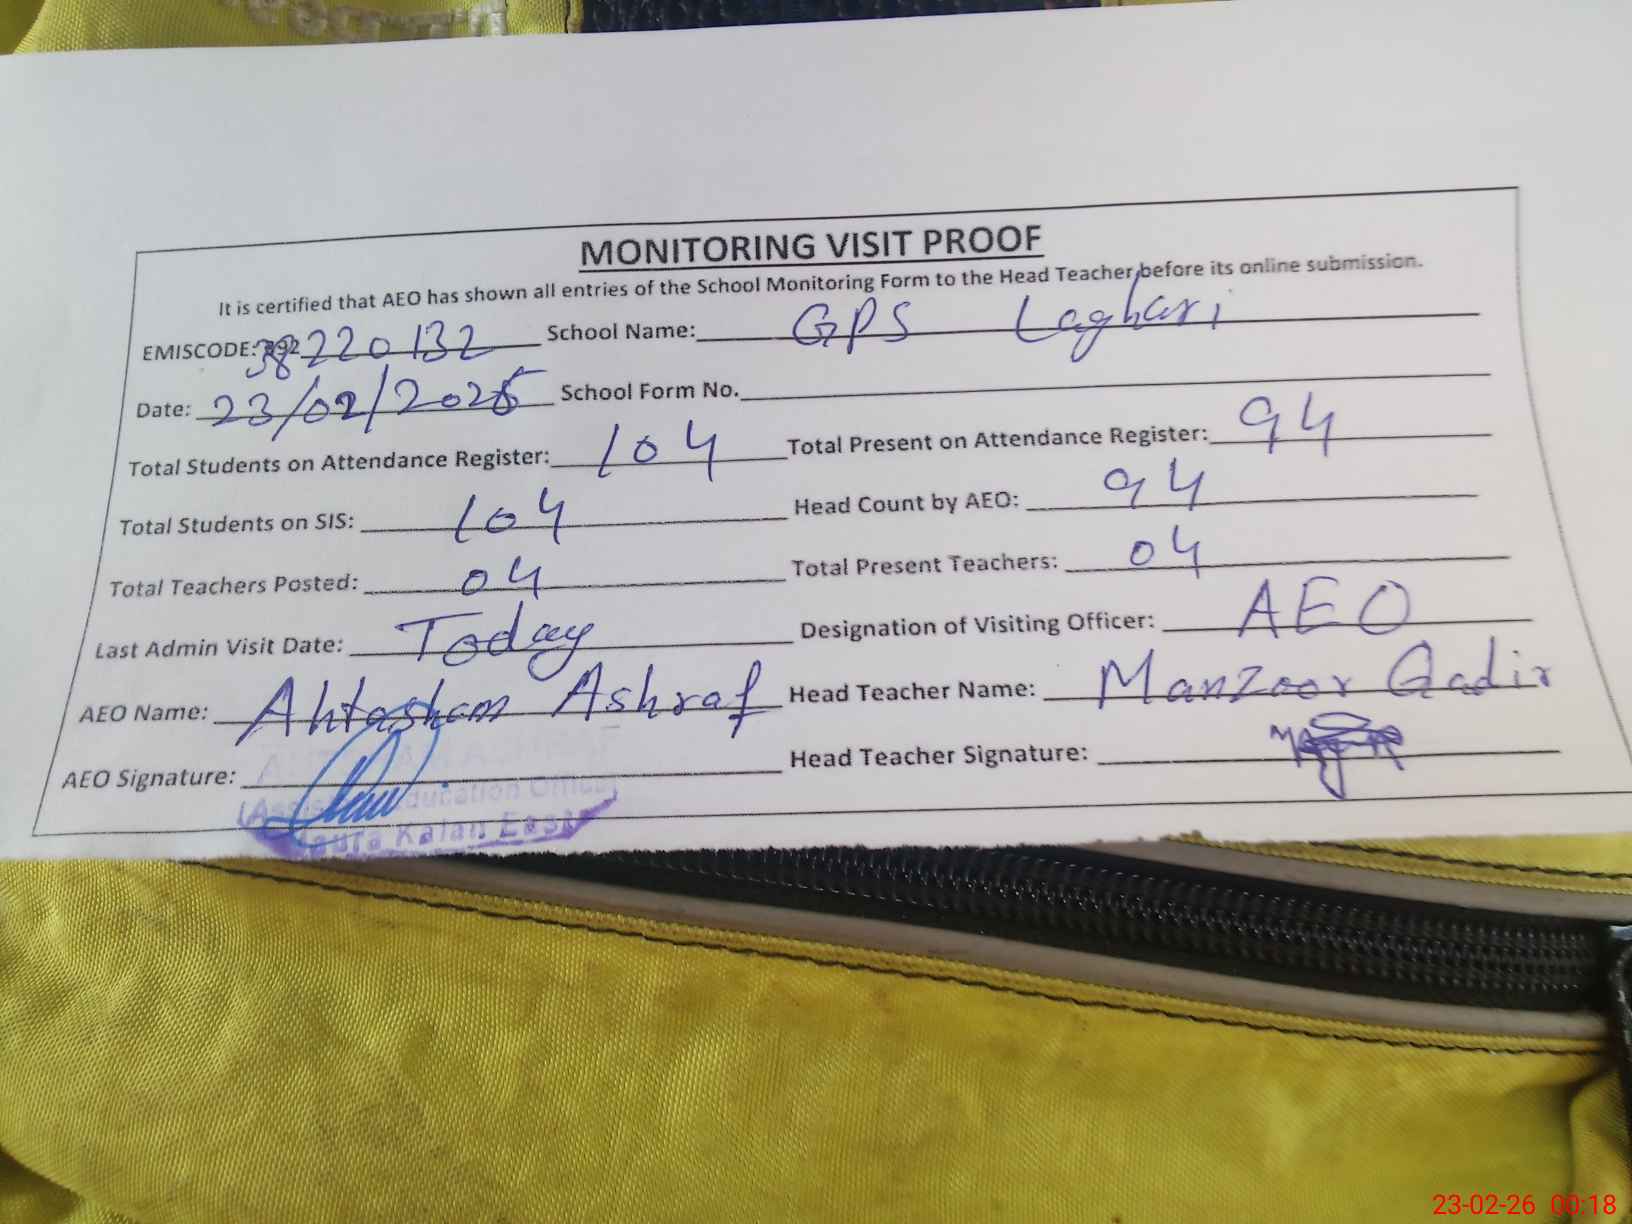 MONITORING VISIT PROOF
It is certified that AEO has shown all entries of the School Monitoring Form to the Head Teacher before its online submission.
EMISCODE: 38220132 School Name: GPS Laghari
Date: 23/02/2026 School Form No.
Total Students on Attendance Register: 104 Total Present on Attendance Register: 94
Total Students on SIS: 104 Head Count by AEO: 94
Total Teachers Posted: 04 Total Present Teachers: 04
Last Admin Visit Date: Today Designation of Visiting Officer: AEO
AEO Name: Ahtasham Ashraf Head Teacher Name: Manzoor Qadir
AEO Signature: Head Teacher Signature:
Education Officer)
Kalan East
23-02-26 00:18